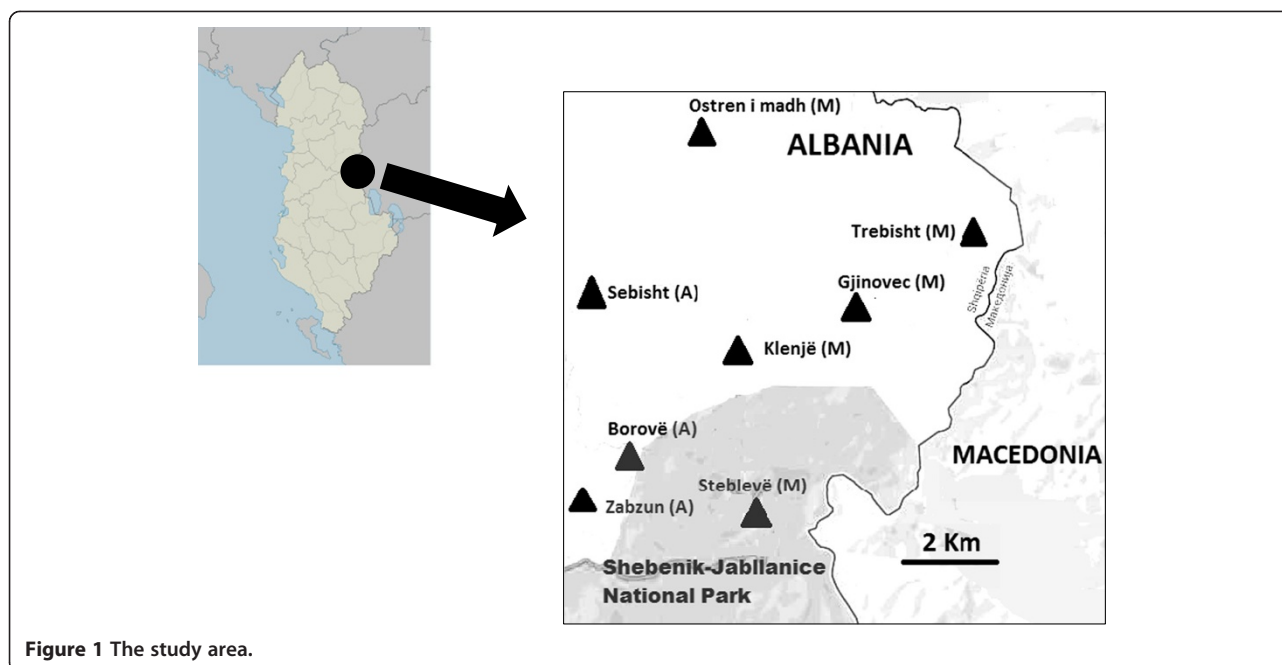 Ostren i madh (M)
ALBANIA
Trebisht (M)
Shqipëria
Македонија
Gjinovec (M)
Sebisht (A)
Klenjë (M)
Borovë (A)
MACEDONIA
Steblevë (M)
Zabzun (A)
2 Km
Shebenik-Jabllanice
National Park
Figure 1 The study area.